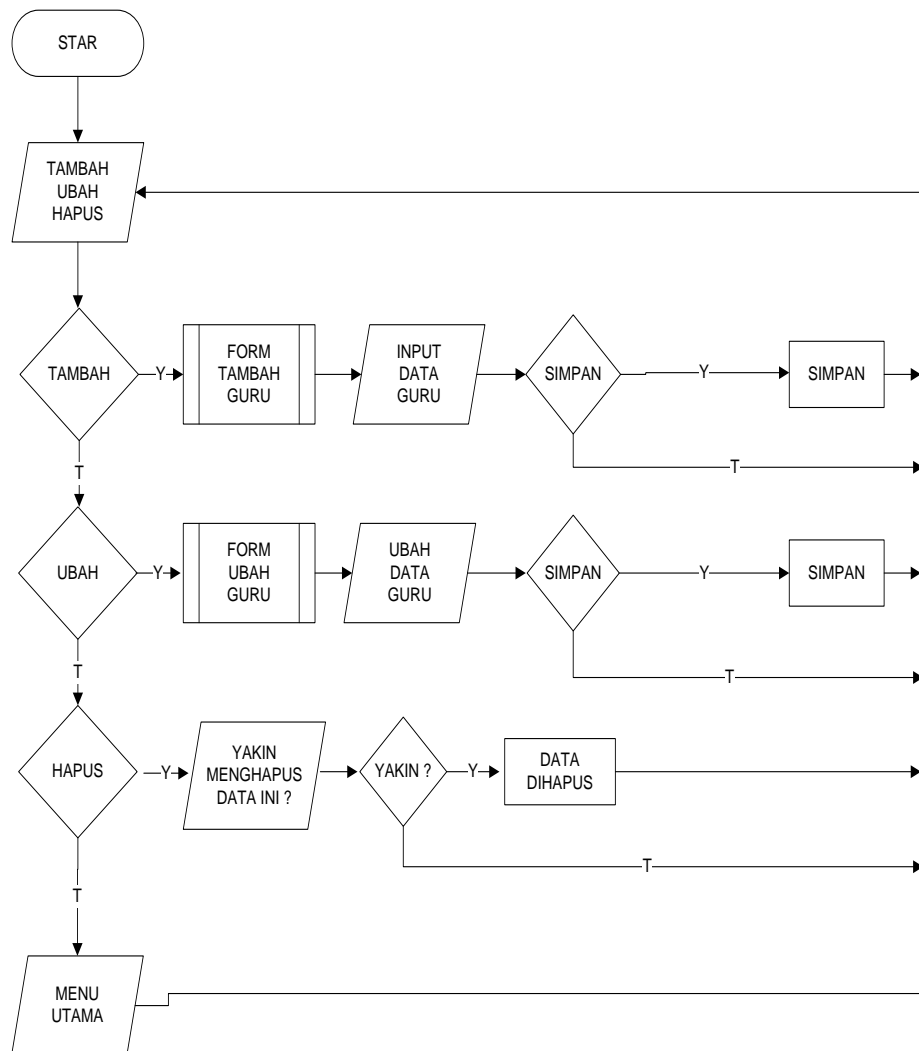 STAR
TAMBAH
UBAH
HAPUS
TAMBAH
Y
FORM
TAMBAH
GURU
INPUT
DATA
GURU
SIMPAN
Y
SIMPAN
T
T
UBAH
Y
FORM
UBAH
GURU
UBAH
DATA
GURU
SIMPAN
Y
SIMPAN
T
T
HAPUS
Y
YAKIN
MENGHAPUS
DATA INI ?
YAKIN ?
Y
DATA
DIHAPUS
T
T
MENU
UTAMA